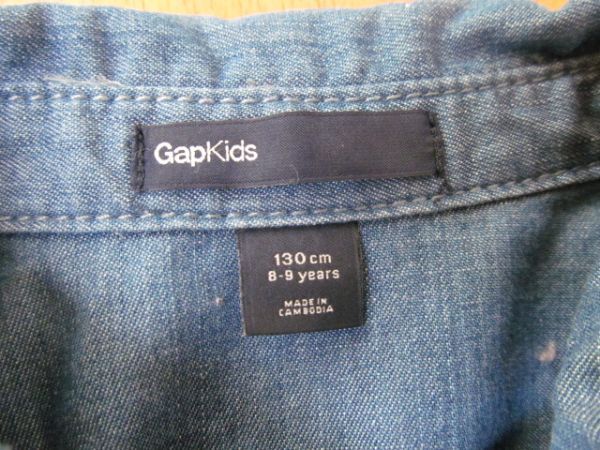 GapKids
130 cm
8-9 years
MADE IN
CAMBODIA